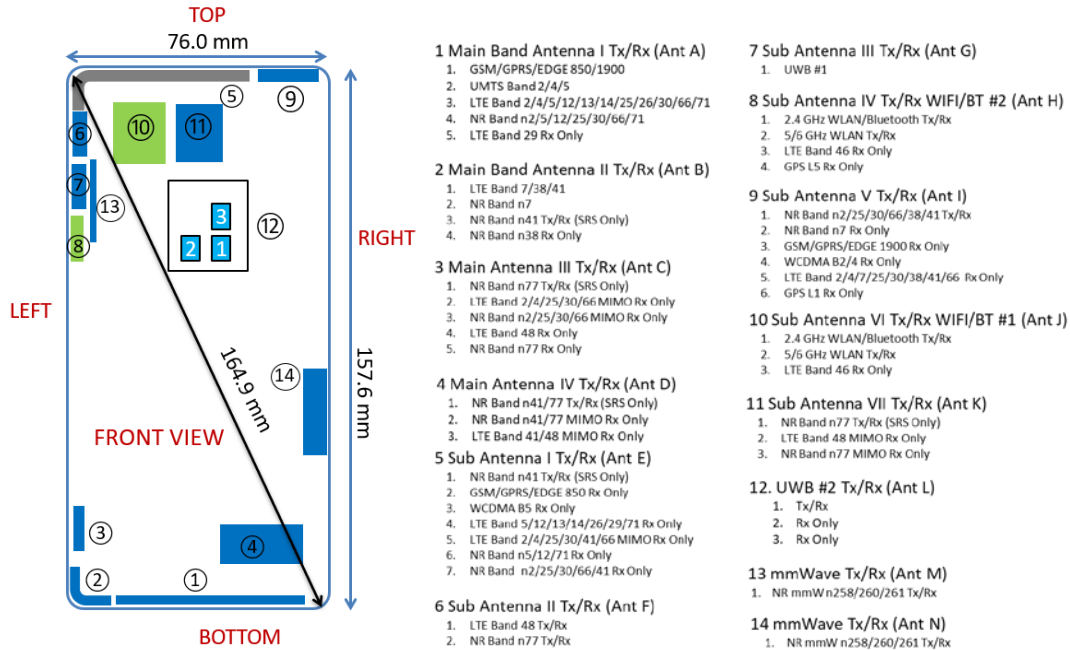 TOP
76.0 mm
5
9
6
10
11
7
13
8
3
12
2
1
RIGHT
LEFT
164.9 mm
157.6 mm
14
FRONT VIEW
3
4
2
1
BOTTOM
1 Main Band Antenna I Tx/Rx (Ant A)
1. GSM/GPRS/EDGE 850/1900
2. UMTS Band 2/4/5
3. LTE Band 2/4/5/12/13/14/25/26/30/66/71
4. NR Band n2/5/12/25/30/66/71
5. LTE Band 29 Rx Only
2 Main Band Antenna II Tx/Rx (Ant B)
1. LTE Band 7/38/41
2. NR Band n7
3. NR Band n41 Tx/Rx (SRS Only)
4. NR Band n38 Rx Only
3 Main Antenna III Tx/Rx (Ant C)
1. NR Band n77 Tx/Rx (SRS Only)
2. LTE Band 2/4/25/30/66 MIMO Rx Only
3. NR Band n2/25/30/66 MIMO Rx Only
4. LTE Band 48 Rx Only
5. NR Band n77 Rx Only
4 Main Antenna IV Tx/Rx (Ant D)
1. NR Band n41/77 Tx/Rx (SRS Only)
2. NR Band n41/77 MIMO Rx Only
3. LTE Band 41/48 MIMO Rx Only
5 Sub Antenna I Tx/Rx (Ant E)
1. NR Band n41 Tx/Rx (SRS Only)
2. GSM/GPRS/EDGE 850 Rx Only
3. WCDMA B5 Rx Only
4. LTE Band 5/12/13/14/26/29/71 Rx Only
5. LTE Band 2/4/25/30/41/66 MIMO Rx Only
6. NR Band n5/12/71 Rx Only
7. NR Band n2/25/30/66/41 Rx Only
6 Sub Antenna II Tx/Rx (Ant F)
1. LTE Band 48 Tx/Rx
2. NR Band n77 Tx/Rx
7 Sub Antenna III Tx/Rx (Ant G)
1. UWB #1
8 Sub Antenna IV Tx/Rx WIFI/BT #2 (Ant H)
1. 2.4 GHz WLAN/Bluetooth Tx/Rx
2. 5/6 GHz WLAN Tx/Rx
3. LTE Band 46 Rx Only
4. GPS L5 Rx Only
9 Sub Antenna V Tx/Rx (Ant I)
1. NR Band n2/25/30/66/38/41 Tx/Rx
2. NR Band n7 Rx Only
3. GSM/GPRS/EDGE 1900 Rx Only
4. WCDMA B2/4 Rx Only
5. LTE Band 2/4/7/25/30/38/41/66 Rx Only
6. GPS L1 Rx Only
10 Sub Antenna VI Tx/Rx WIFI/BT #1 (Ant J)
1. 2.4 GHz WLAN/Bluetooth Tx/Rx
2. 5/6 GHz WLAN Tx/Rx
3. LTE Band 46 Rx Only
11 Sub Antenna VII Tx/Rx (Ant K)
1. NR Band n77 Tx/Rx (SRS Only)
2. LTE Band 48 MIMO Rx Only
3. NR Band n77 MIMO Rx Only
12. UWB #2 Tx/Rx (Ant L)
1. Tx/Rx
2. Rx Only
3. Rx Only
13 mmWave Tx/Rx (Ant M)
1. NR mmW n258/260/261 Tx/Rx
14 mmWave Tx/Rx (Ant N)
1. NR mmW n258/260/261 Tx/Rx